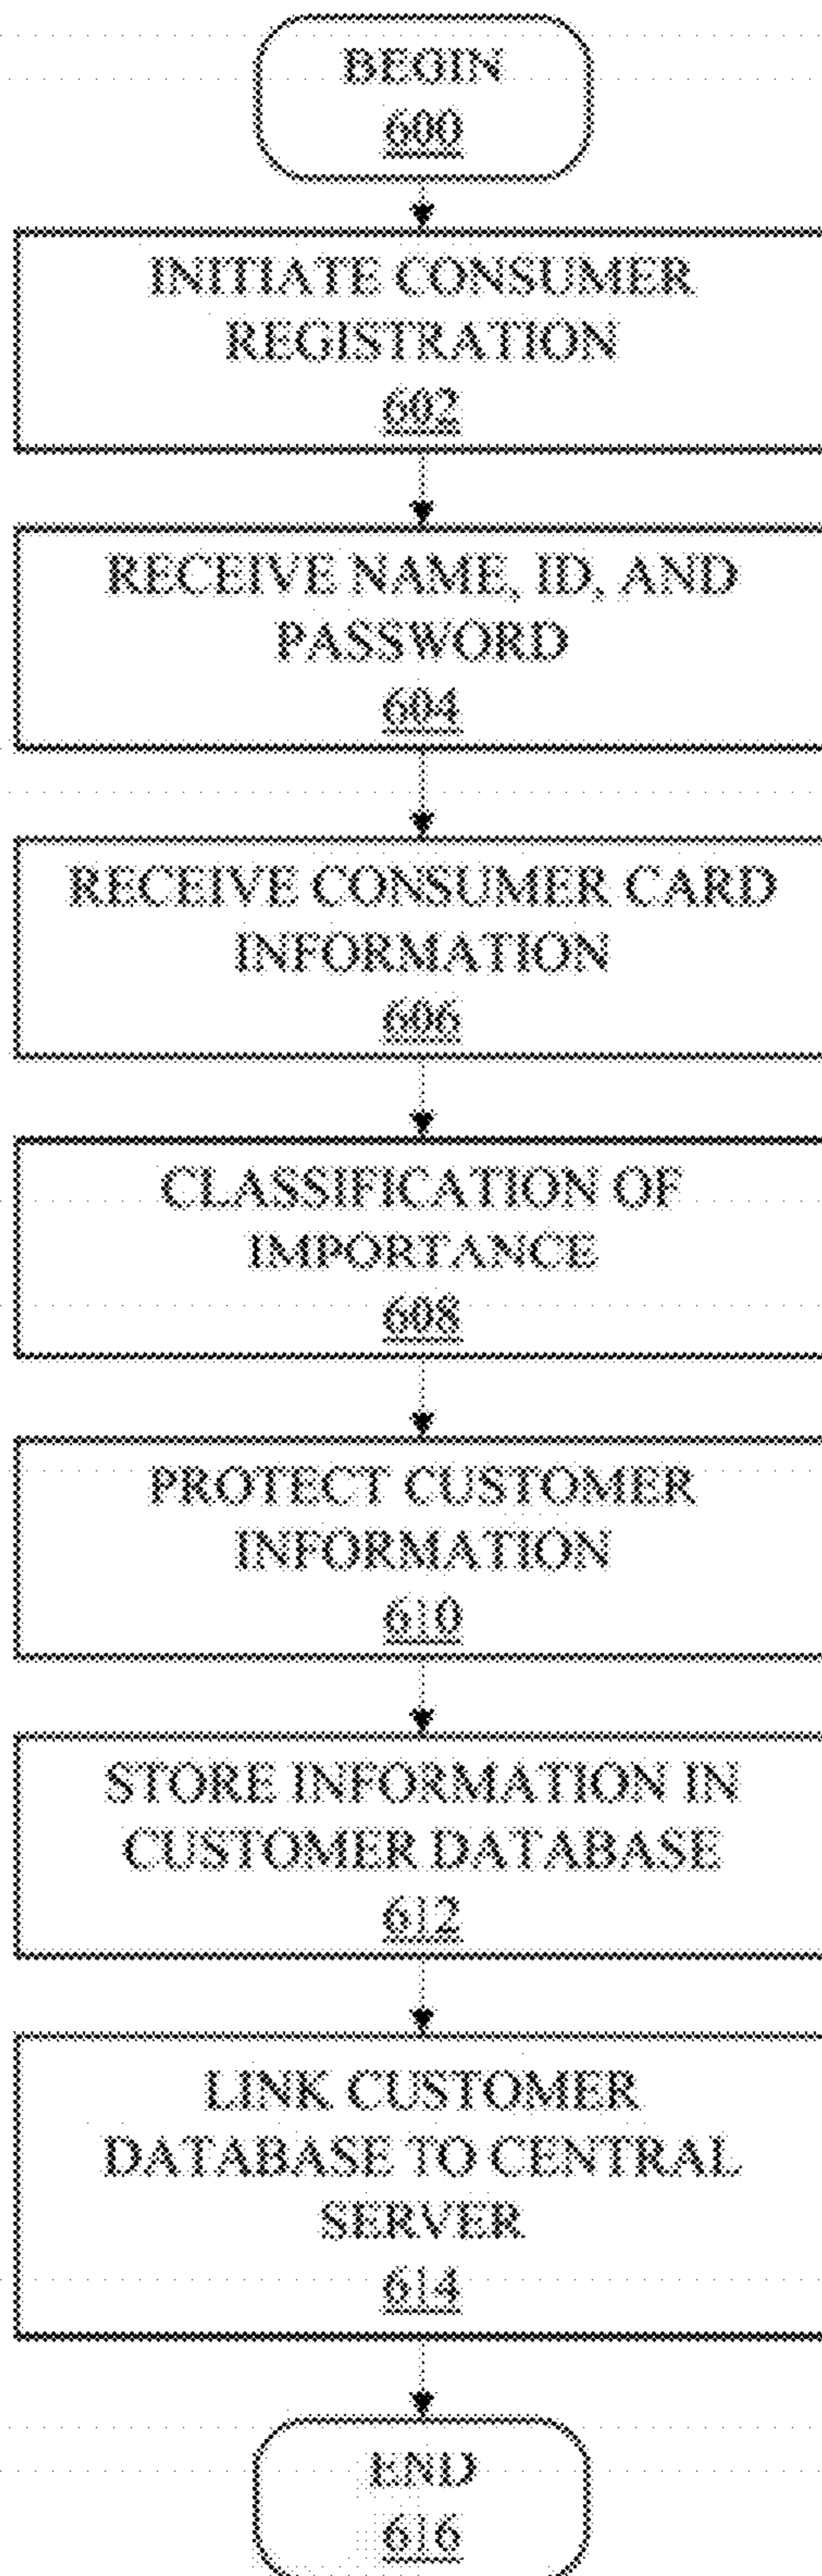 BEGIN
600
INITIATE CONSUMER
REGISTRATION
602
RECEIVE NAME, ID, AND
PASSWORD
604
RECEIVE CONSUMER CARD
INFORMATION
606
CLASSIFICATION OF
IMPORTANCE
608
PROTECT CUSTOMER
INFORMATION
610
STORE INFORMATION IN
CUSTOMER DATABASE
612
LINK CUSTOMER
DATABASE TO CENTRAL
SERVER
614
END
616